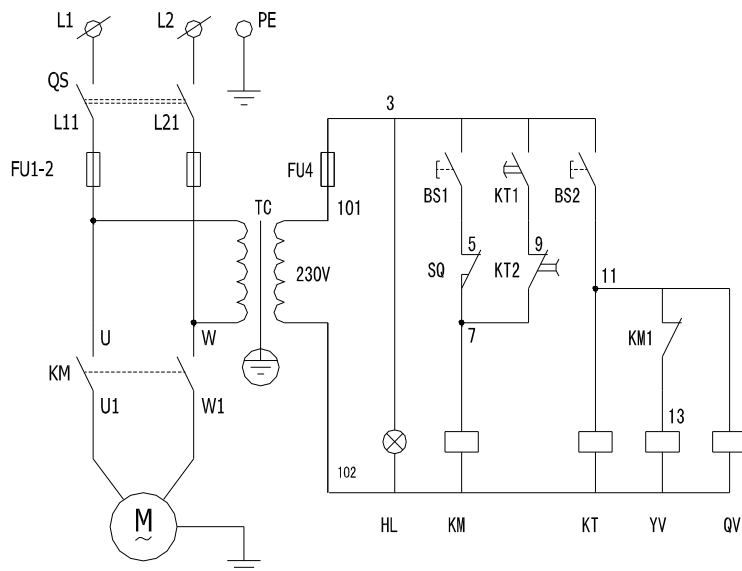 L1 L2 PE
QS
3
L11 L21
FU1-2 FU4
BS1 KT1 BS2
TC 101
5 9
230V SQ KT2
11
U W 7 KM1
KM
U1 W1 13
102
M
~
HL KM KT YV QV